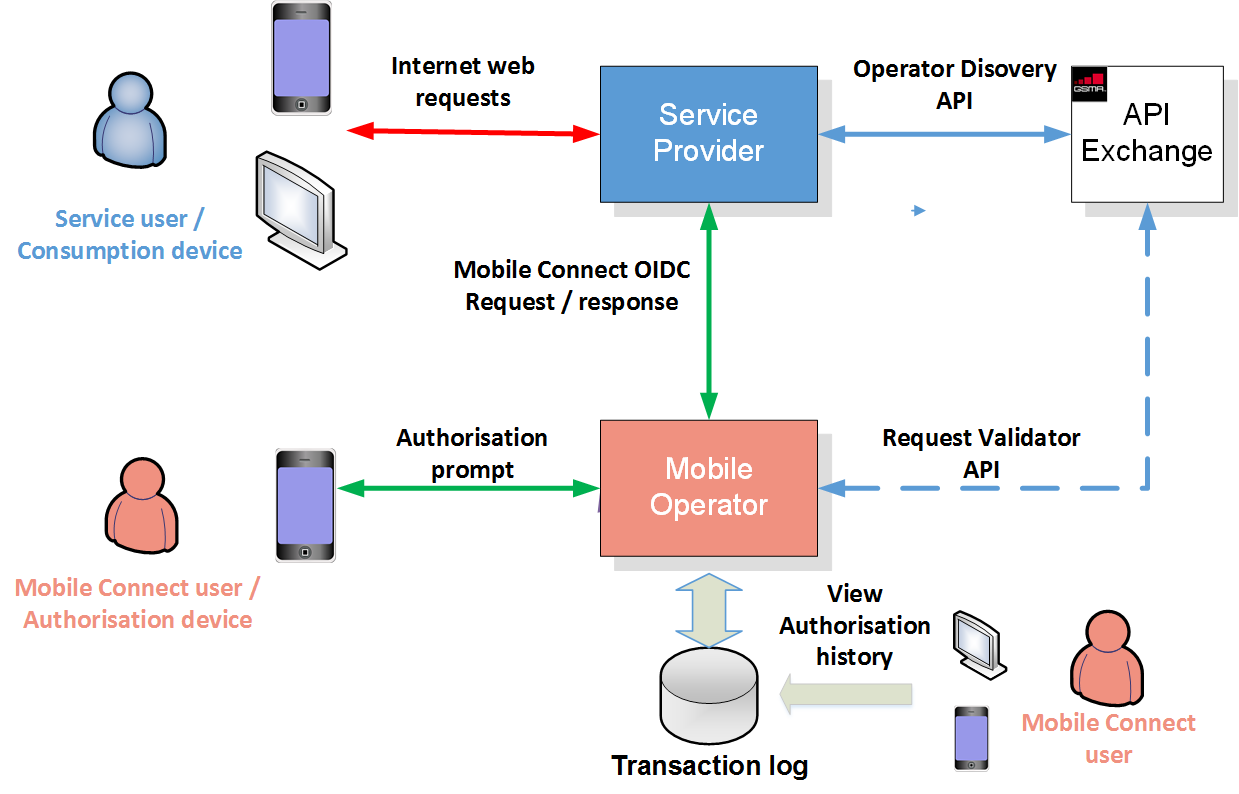 Internet web
requests
Service
Provider
Operator Disovery
API
GSMA
API
Exchange
Service user /
Consumption device
Mobile Connect OIDC
Request / response
Authorisation
prompt
Mobile
Operator
Request Validator
API
Mobile Connect user /
Authorisation device
View
Authorisation
history
Mobile Connect
user
Transaction log